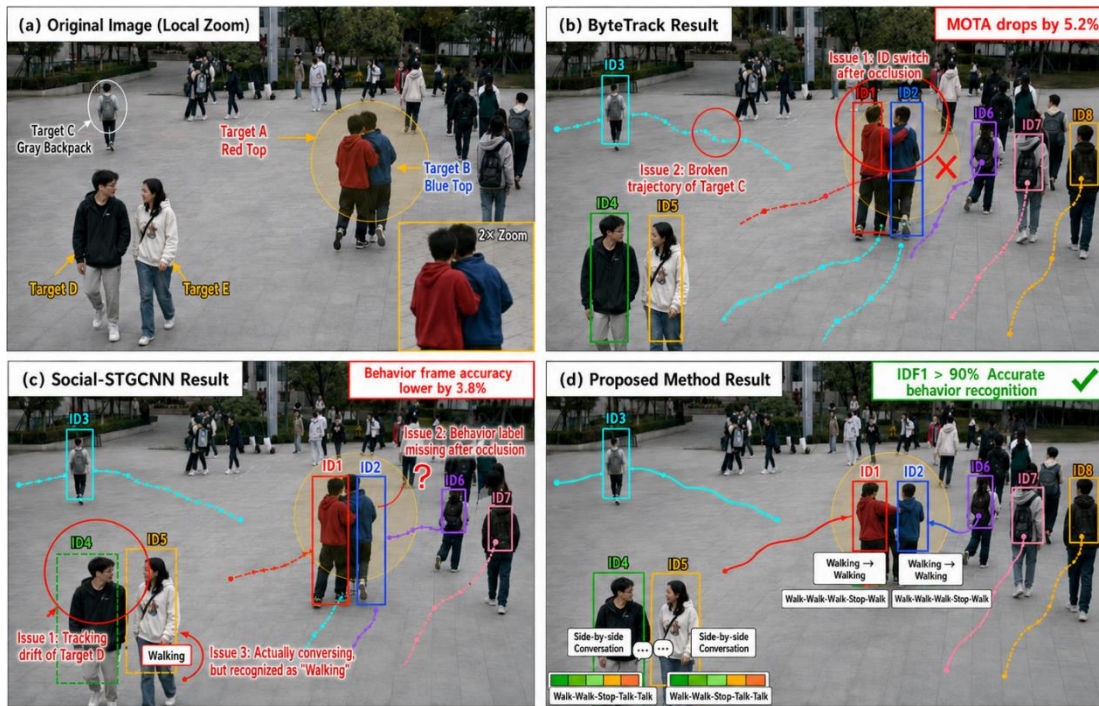 (a) Original Image (Local Zoom)
Target C
Gray Backpack
Target A
Red Top
Target B
Blue Top
Target D
Target E
2× Zoom
(b) ByteTrack Result
MOTA drops by 5.2%
Issue 1: ID switch
after occlusion
ID3
ID1
ID2
ID6
ID7
ID8
Issue 2: Broken
trajectory of Target C
ID4
ID5
(c) Social-STGCNN Result
Behavior frame accuracy
lower by 3.8%
ID3
Issue 2: Behavior label
missing after occlusion
?
ID1
ID2
ID6
ID7
ID4
ID5
Issue 1: Tracking
drift of Target D
Walking
Issue 3: Actually conversing,
but recognized as "Walking"
(d) Proposed Method Result
IDF1 > 90% Accurate
behavior recognition
ID3
ID1
ID2
ID6
ID7
ID8
Walking →
Walking
Walking →
Walking
Walk-Walk-Walk-Stop-Walk
Walk-Walk-Walk-Stop-Walk
ID4
ID5
Side-by-side
Conversation
Side-by-side
Conversation
Walk-Walk-Stop-Talk-Talk
Walk-Walk-Stop-Talk-Talk